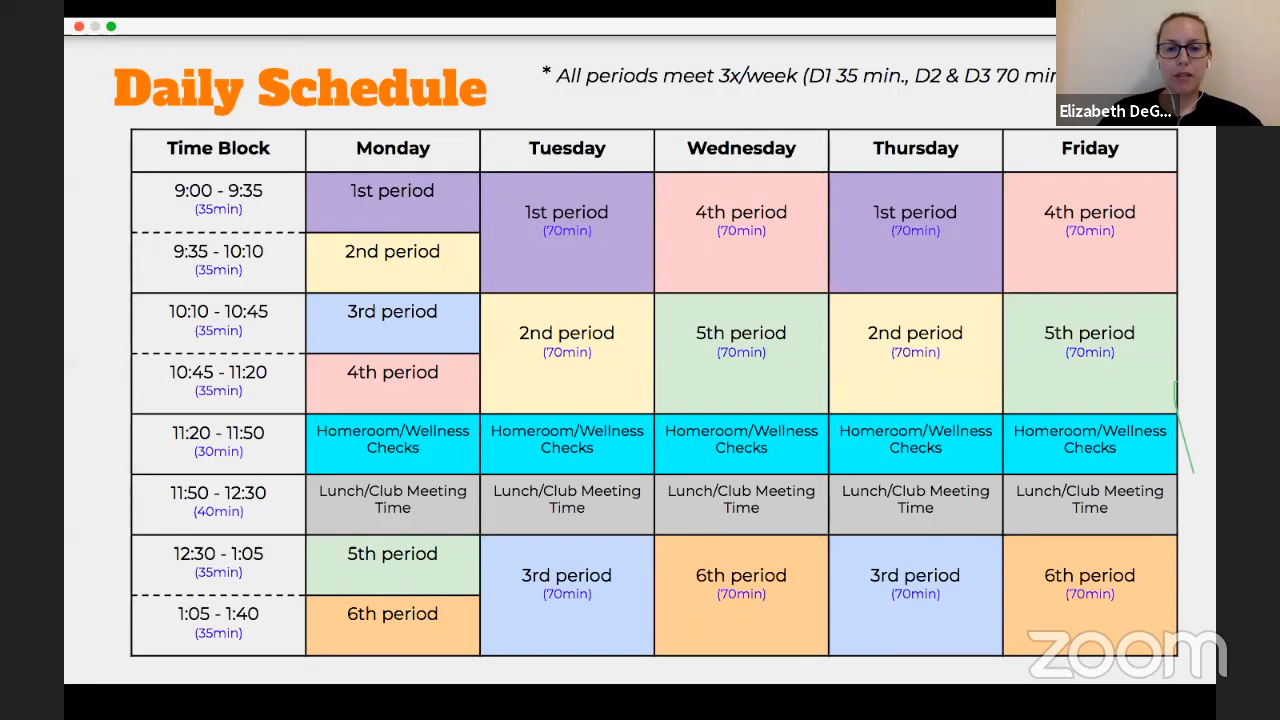 Daily Schedule
* All periods meet 3x/week (D1 35 min., D2 & D3 70
Elizabeth DeG...
Time Block Monday Tuesday Wednesday Thursday Friday
9:00 - 9:35
(35min)
1st period
1st period
(70min)
4th period
(70min)
1st period
(70min)
4th period
(70min)
9:35 - 10:10
(35min)
2nd period
10:10 - 10:45
(35min)
3rd period
2nd period
(70min)
5th period
(70min)
2nd period
(70min)
5th period
(70min)
10:45 - 11:20
(35min)
4th period
11:20 - 11:50
(30min)
Homeroom/Wellness
Checks
Homeroom/Wellness
Checks
Homeroom/Wellness
Checks
Homeroom/Wellness
Checks
Homeroom/Wellness
Checks
11:50 - 12:30
(40min)
Lunch/Club Meeting
Time
Lunch/Club Meeting
Time
Lunch/Club Meeting
Time
Lunch/Club Meeting
Time
Lunch/Club Meeting
Time
12:30 - 1:05
(35min)
5th period
3rd period
(70min)
6th period
(70min)
3rd period
(70min)
6th period
(70min)
1:05 - 1:40
(35min)
6th period
zoom